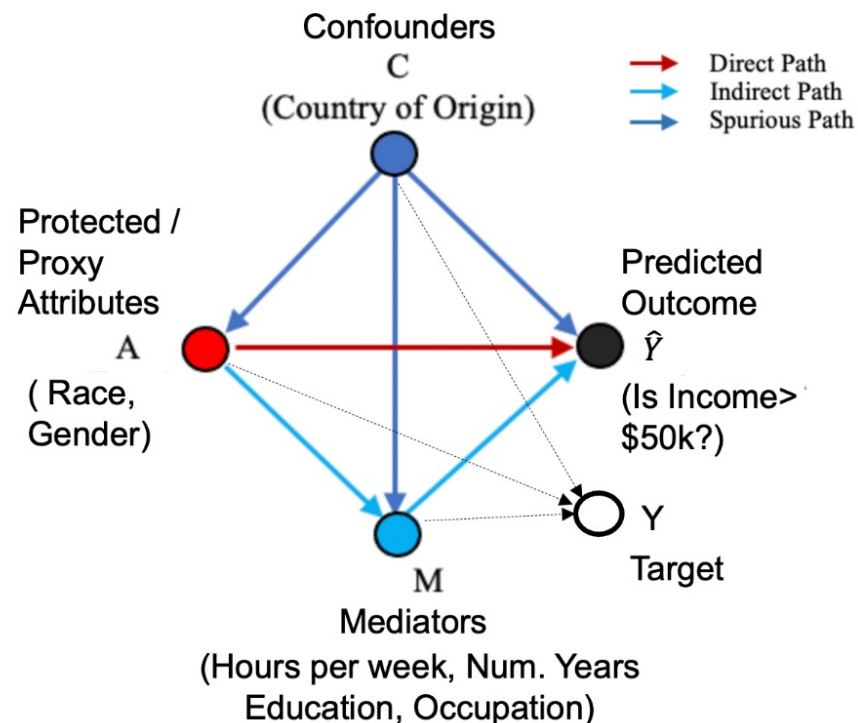 Confounders
C
(Country of Origin)
Direct Path
Indirect Path
Spurious Path
Protected /
Proxy
Attributes
A
( Race,
Gender)
Predicted
Outcome
Ŷ
(Is Income>
$50k?)
Y
Target
M
Mediators
(Hours per week, Num. Years
Education, Occupation)